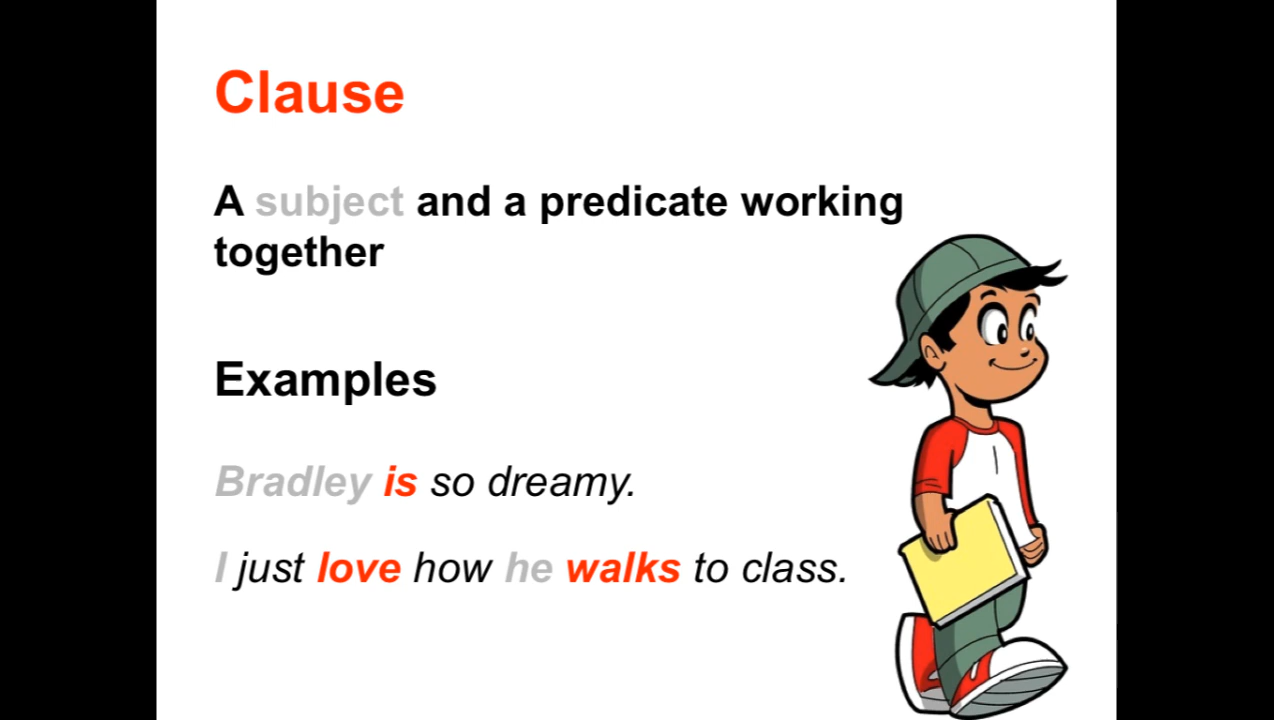 Clause
A subject and a predicate working
together
Examples
Bradley is so dreamy.
I just love how he walks to class.